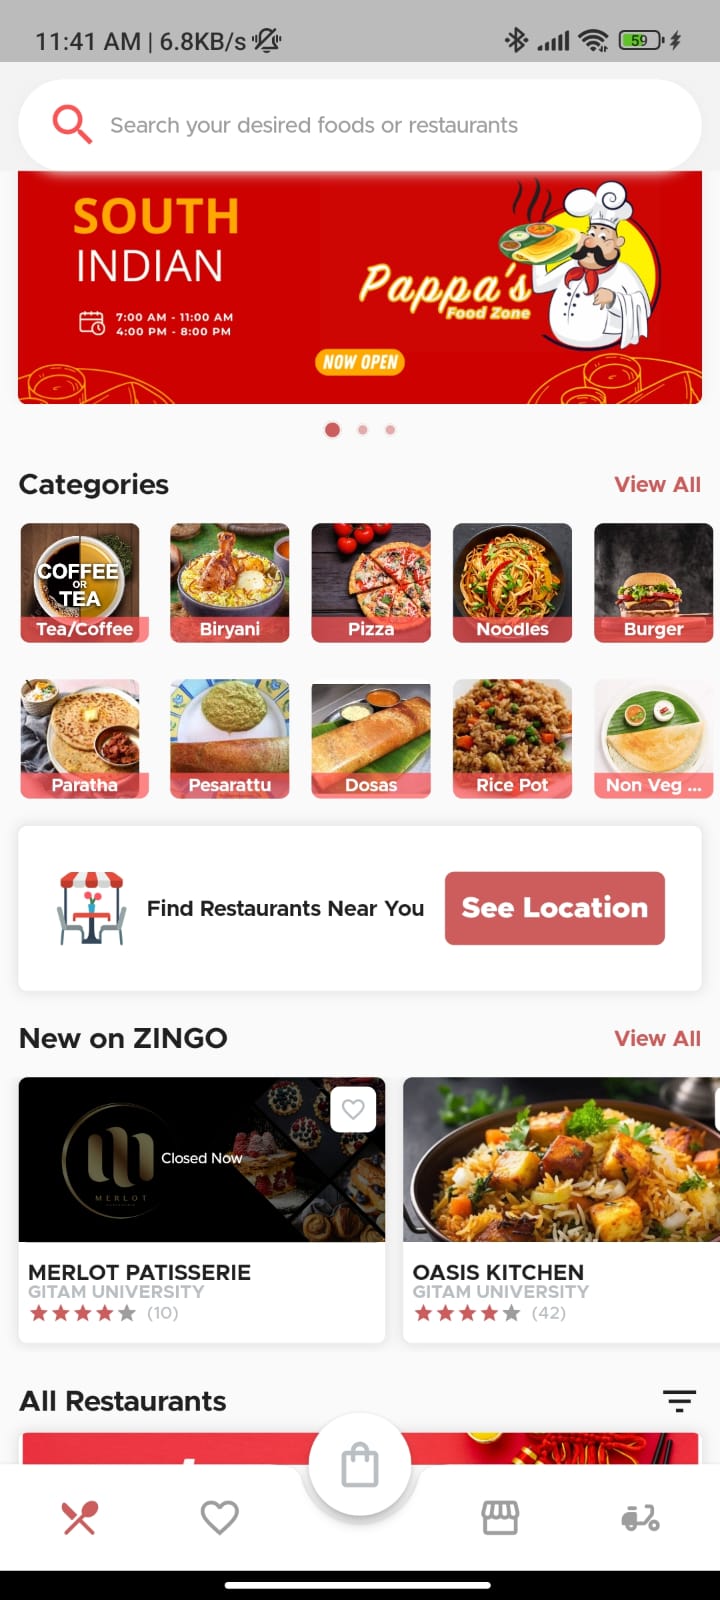 11:41 AM | 6.8KB/s
59
Search your desired foods or restaurants
SOUTH
INDIAN
7:00 AM - 11:00 AM
4:00 PM - 8:00 PM
Pappa's
Food Zone
NOW OPEN
Categories
View All
COFFEE
OR
TEA
Tea/Coffee
Biryani
Pizza
Noodles
Burger
Paratha
Pesarattu
Dosas
Rice Pot
Non Veg ...
Find Restaurants Near You
See Location
New on ZINGO
View All
MERLOT
Closed Now
MERLOT PATISSERIE
GITAM UNIVERSITY
(10)
OASIS KITCHEN
GITAM UNIVERSITY
(42)
All Restaurants